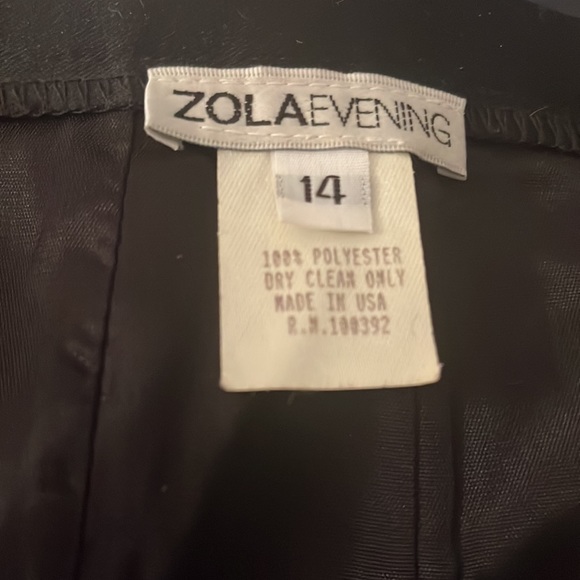 ZOLAEVENING
14
100% POLYESTER
DRY CLEAN ONLY
MADE IN USA
R.N.100392